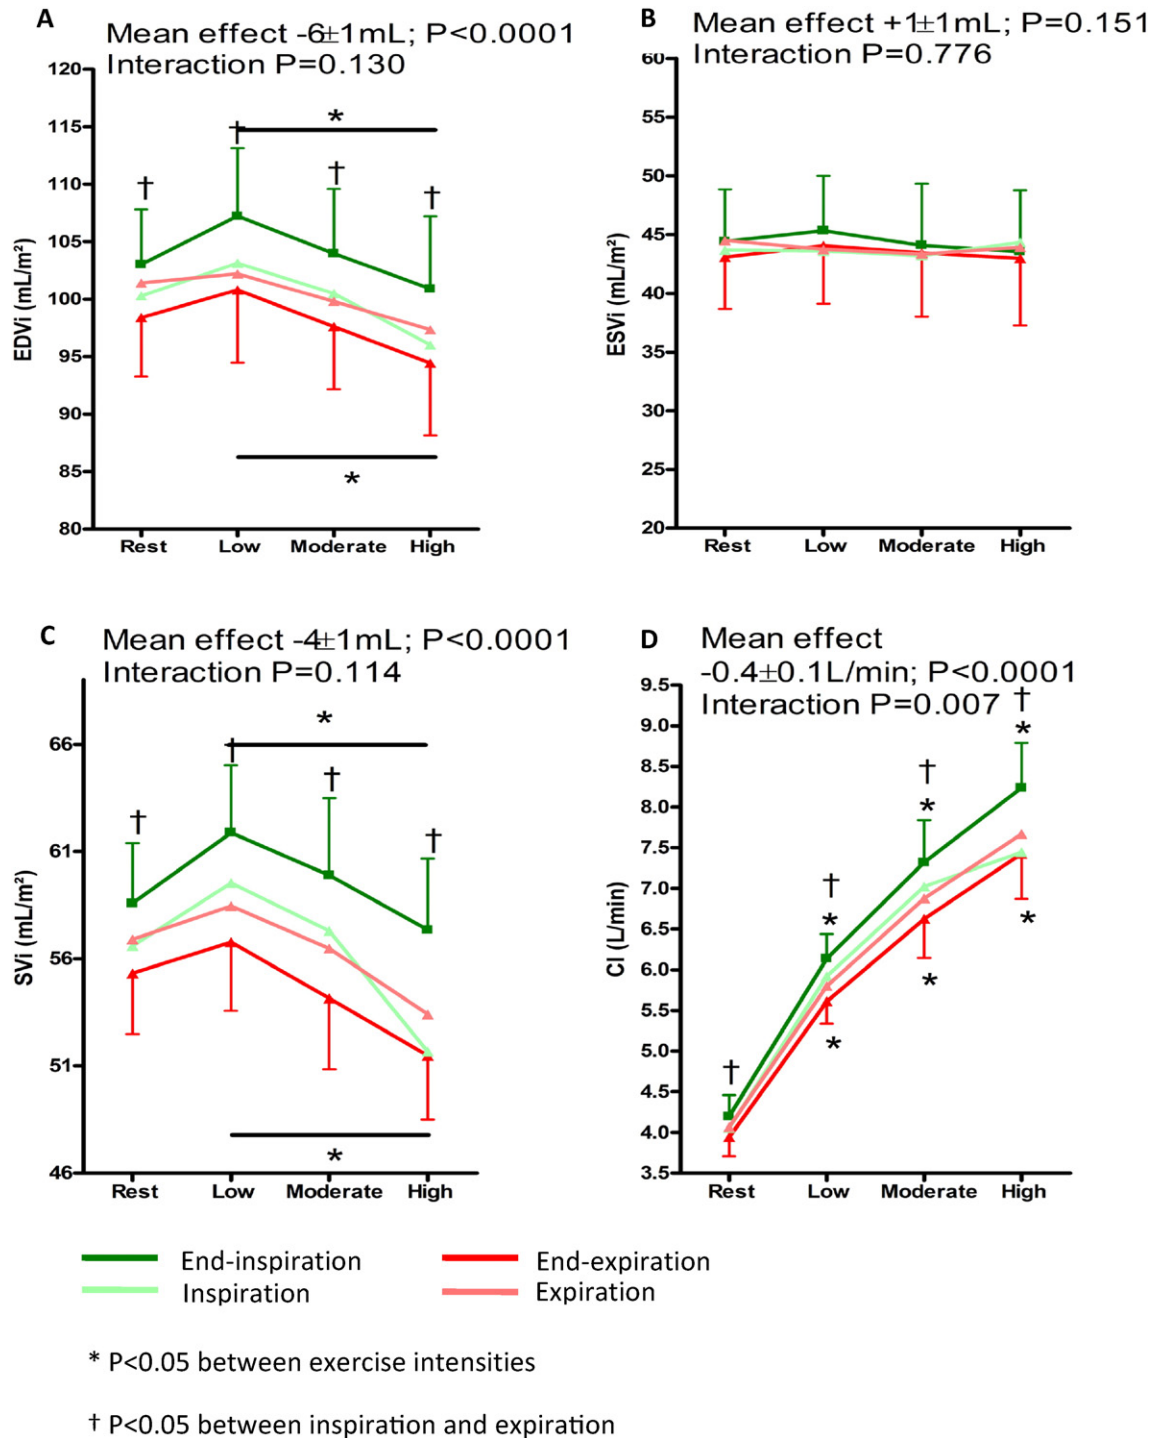 A
Mean effect -6±1mL; P<0.0001
Interaction P=0.130
120
115
110
105
100
95
90
85
80
EDVi (mL/m²)
*
†
†
†
†
*
Rest Low Moderate High
B
Mean effect +1±1mL; P=0.151
Interaction P=0.776
60
55
50
45
40
35
30
25
20
ESVi (mL/m²)
Rest Low Moderate High
C
Mean effect -4±1mL; P<0.0001
Interaction P=0.114
66
61
56
51
46
SVi (mL/m²)
*
†
†
†
†
*
Rest Low Moderate High
D
Mean effect
-0.4±0.1L/min; P<0.0001
Interaction P=0.007
9.5
9.0
8.5
8.0
7.5
7.0
6.5
6.0
5.5
5.0
4.5
4.0
3.5
CI (L/min)
†
*
†
*
†
*
†
*
*
*
Rest Low Moderate High
End-inspiration End-expiration
Inspiration Expiration
* P<0.05 between exercise intensities
† P<0.05 between inspiration and expiration